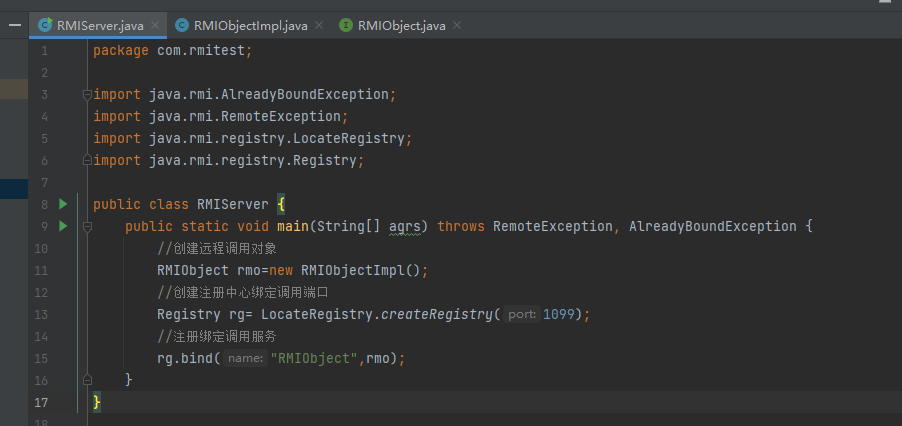 RMIServer.java × RMIObjectImpl.java × RMIObject.java ×
1 package com.rmitest;
2
3 import java.rmi.AlreadyBoundException;
4 import java.rmi.RemoteException;
5 import java.rmi.registry.LocateRegistry;
6 import java.rmi.registry.Registry;
7
8 public class RMIServer {
9 public static void main(String[] agrs) throws RemoteException, AlreadyBoundException {
10 //创建远程调用对象
11 RMIObject rmo=new RMIObjectImpl();
12 //创建注册中心绑定调用端口
13 Registry rg= LocateRegistry.createRegistry( port: 1099);
14 //注册绑定调用服务
15 rg.bind( name: "RMIObject",rmo);
16 }
17 }
18